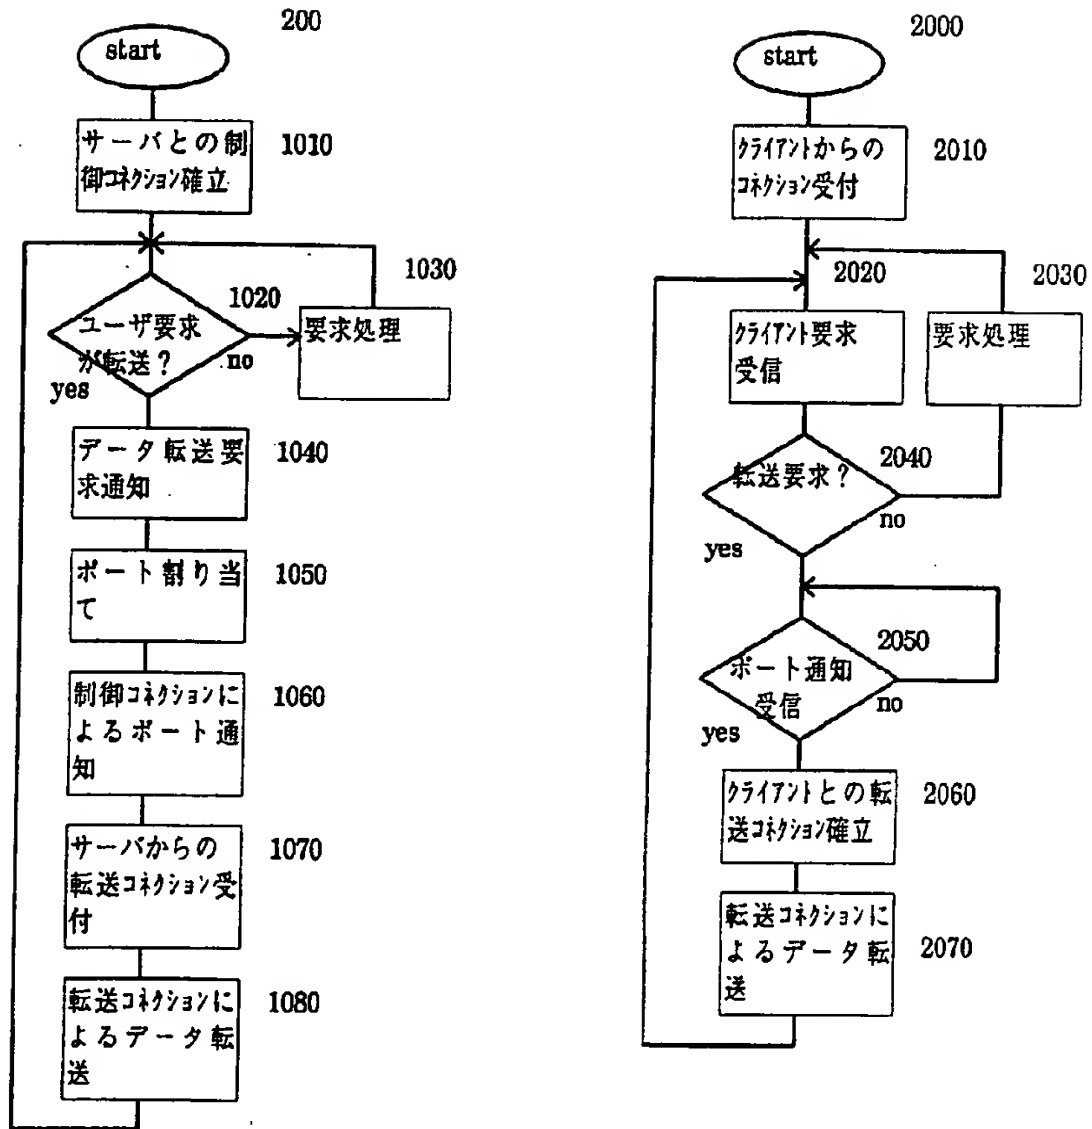 200
start
サーバとの制
御コネクション確立
1010
1030
1020
ユーザ要求
が転送？
no
yes
要求処理
データ転送要
求通知
1040
ポート割り当
て
1050
制御コネクションに
よるポート通
知
1060
サーバからの
転送コネクション受
付
1070
転送コネクションに
よるデータ転
送
1080
2000
start
クライアントからの
コネクション受付
2010
2020
2030
クライアント要求
受信
要求処理
転送要求？
2040
no
yes
2050
ポート通知
受信
no
yes
クライアントとの転
送コネクション確立
2060
転送コネクションに
よるデータ転
送
2070